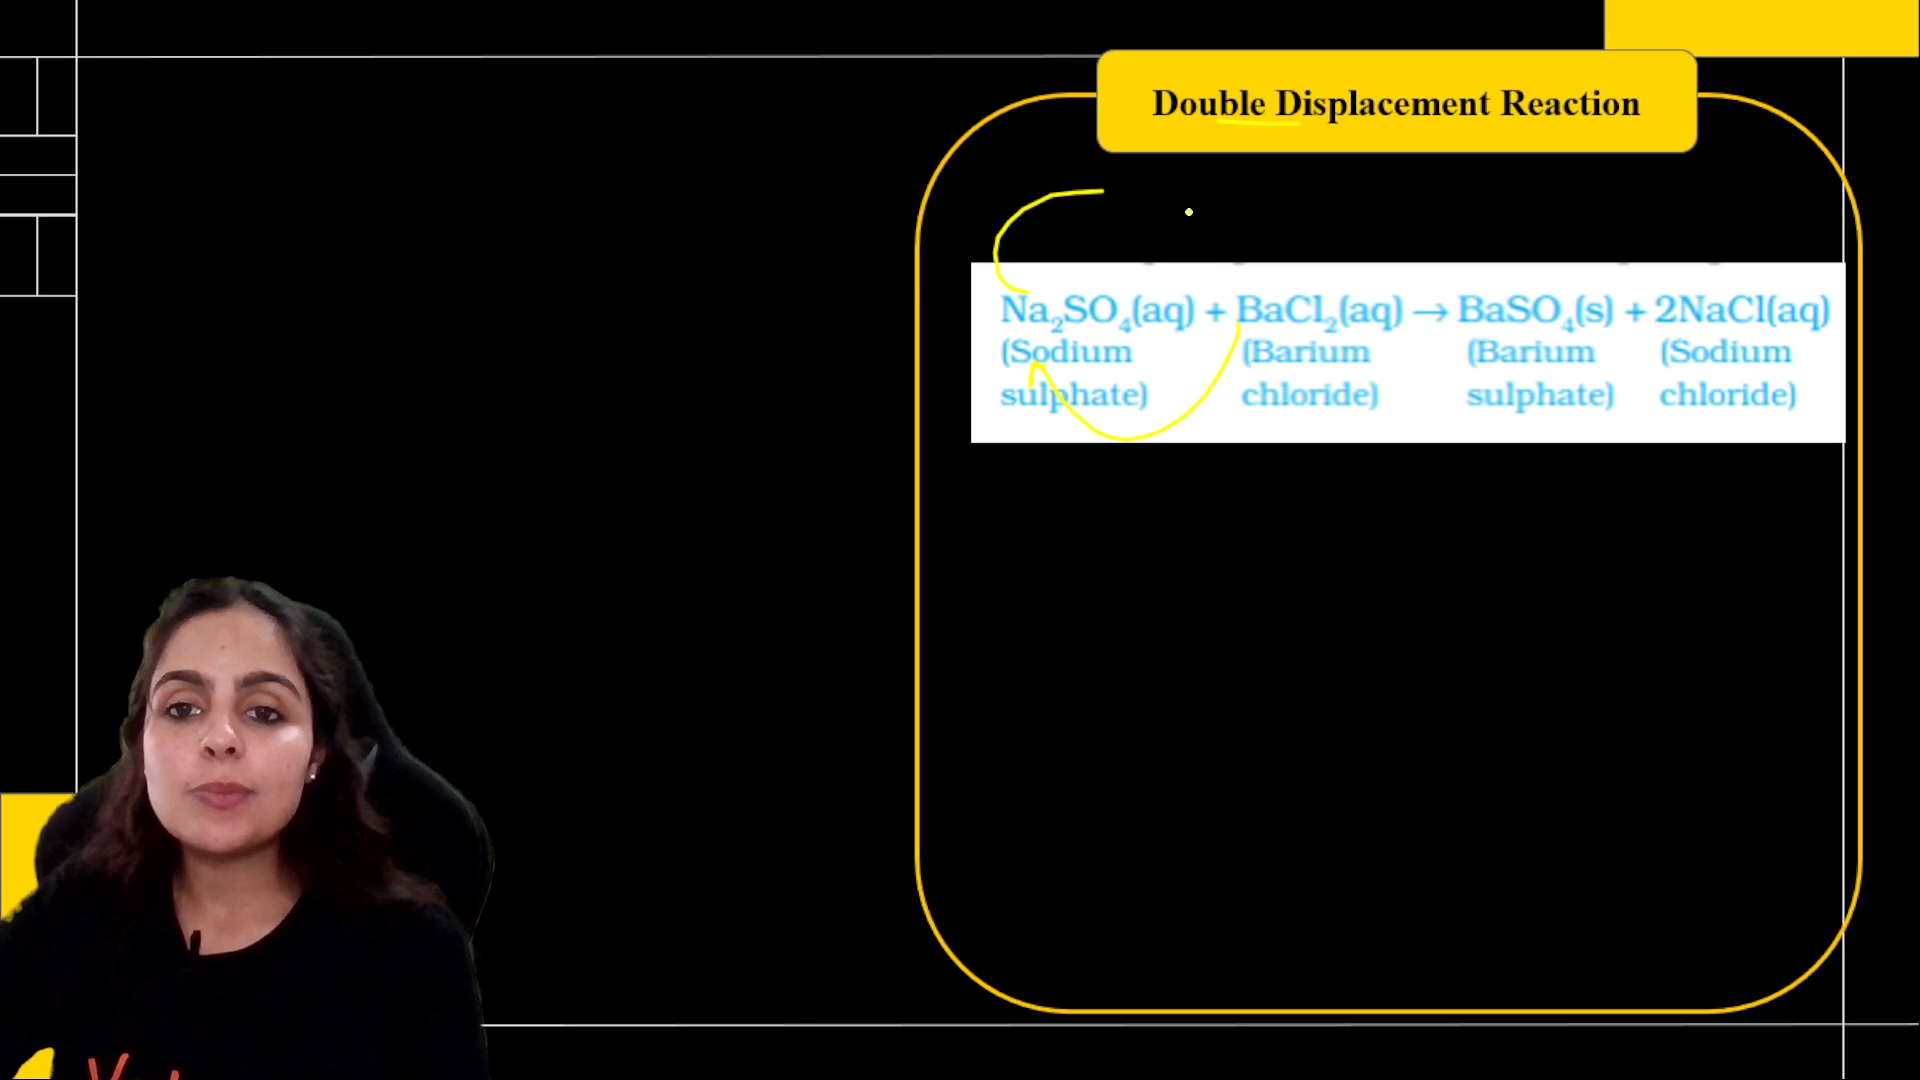 Double Displacement Reaction
Na₂SO₄(aq) + BaCl₂(aq) → BaSO₄(s) + 2NaCl(aq)
(Sodium (Barium (Barium (Sodium
sulphate) chloride) sulphate) chloride)